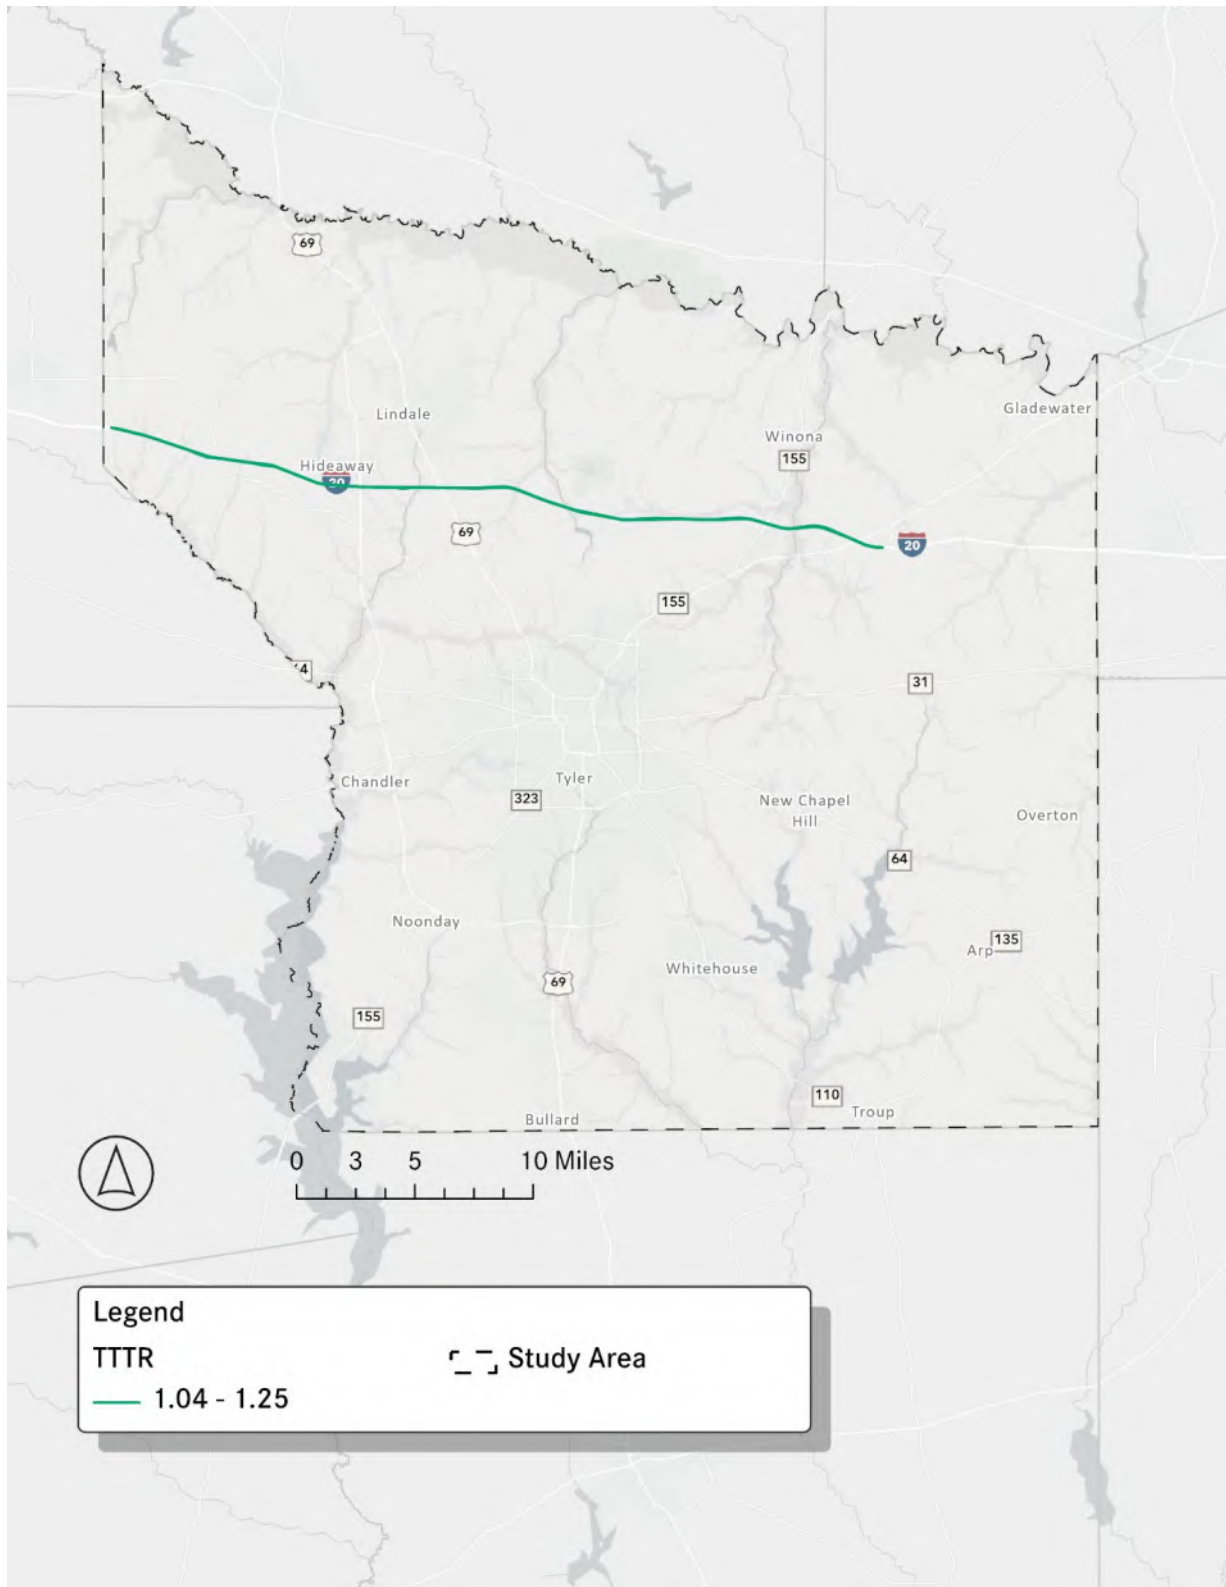 69
Gladewater
Lindale
Winona
155
Hideaway
20
69
20
155
4
31
Chandler
Tyler
323
New Chapel
Hill
Overton
64
Noonday
135
Arp
Whitehouse
69
155
110
Troup
Bullard
0 3 5 10 Miles
Legend
TTTR
Study Area
1.04 - 1.25